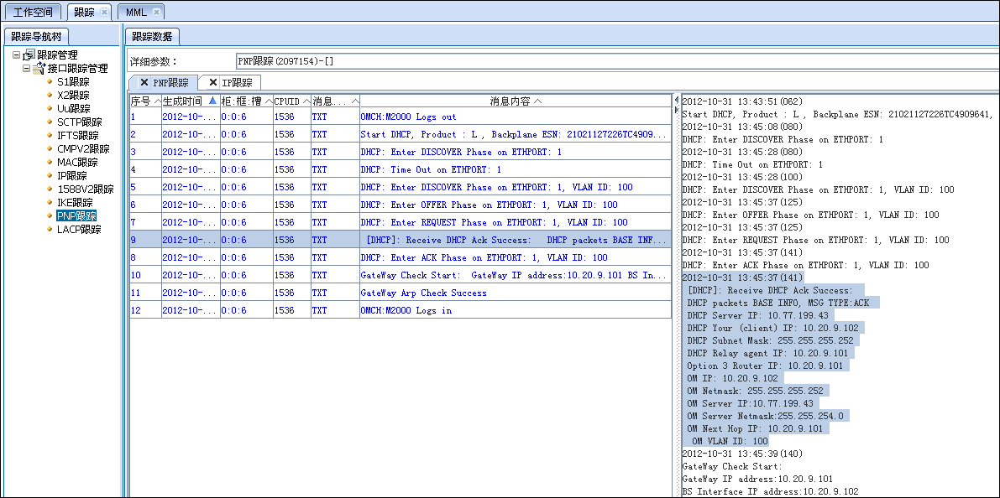 工作空间 跟踪 MML
跟踪导航树 跟踪数据
跟踪管理
接口跟踪管理
S1跟踪
X2跟踪
Uu跟踪
SCTP跟踪
IFTS跟踪
CMPV2跟踪
MAC跟踪
IP跟踪
1588V2跟踪
IKE跟踪
PNP跟踪
LACP跟踪
详细参数： PNP跟踪(2097154)-[]
PNP跟踪 IP跟踪
序号 生成时间 柜:框:槽 CPUID 消息... 消息内容
1 2012-10-... 0:0:6 1536 TXT OMCH:M2000 Logs out
2 2012-10-... 0:0:6 1536 TXT Start DHCP, Product : L , Backplane ESN: 21021127226TC4909...
3 2012-10-... 0:0:6 1536 TXT DHCP: Enter DISCOVER Phase on ETHPORT: 1
4 2012-10-... 0:0:6 1536 TXT DHCP: Time Out on ETHPORT: 1
5 2012-10-... 0:0:6 1536 TXT DHCP: Enter DISCOVER Phase on ETHPORT: 1, VLAN ID: 100
6 2012-10-... 0:0:6 1536 TXT DHCP: Enter OFFER Phase on ETHPORT: 1, VLAN ID: 100
7 2012-10-... 0:0:6 1536 TXT DHCP: Enter REQUEST Phase on ETHPORT: 1, VLAN ID: 100
9 2012-10-... 0:0:6 1536 TXT [DHCP]: Receive DHCP Ack Success: DHCP packets BASE INF...
8 2012-10-... 0:0:6 1536 TXT DHCP: Enter ACK Phase on ETHPORT: 1, VLAN ID: 100
10 2012-10-... 0:0:6 1536 TXT GateWay Check Start: GateWay IP address:10.20.9.101 BS In...
11 2012-10-... 0:0:6 1536 TXT GateWay Arp Check Success
12 2012-10-... 0:0:6 1536 TXT OMCH:M2000 Logs in
2012-10-31 13:43:51(062)
Start DHCP, Product : L , Backplane ESN: 21021127226TC4909641,
2012-10-31 13:45:08(080)
DHCP: Enter DISCOVER Phase on ETHPORT: 1
2012-10-31 13:45:28(080)
DHCP: Time Out on ETHPORT: 1
2012-10-31 13:45:28(100)
DHCP: Enter DISCOVER Phase on ETHPORT: 1, VLAN ID: 100
2012-10-31 13:45:37(125)
DHCP: Enter OFFER Phase on ETHPORT: 1, VLAN ID: 100
2012-10-31 13:45:37(125)
DHCP: Enter REQUEST Phase on ETHPORT: 1, VLAN ID: 100
2012-10-31 13:45:37(141)
DHCP: Enter ACK Phase on ETHPORT: 1, VLAN ID: 100
2012-10-31 13:45:37(141)
[DHCP]: Receive DHCP Ack Success:
DHCP packets BASE INFO, MSG TYPE:ACK
DHCP Server IP: 10.77.199.43
DHCP Your (client) IP: 10.20.9.102
DHCP Subnet Mask: 255.255.255.252
DHCP Relay agent IP: 10.20.9.101
Option 3 Router IP: 10.20.9.101
OM IP: 10.20.9.102
OM Netmask: 255.255.255.252
OM Server IP:10.77.199.43
OM Server Netmask:255.255.254.0
OM Next Hop IP: 10.20.9.101
OM VLAN ID: 100
2012-10-31 13:45:39(140)
GateWay Check Start:
GateWay IP address:10.20.9.101
BS Interface IP address:10.20.9.102